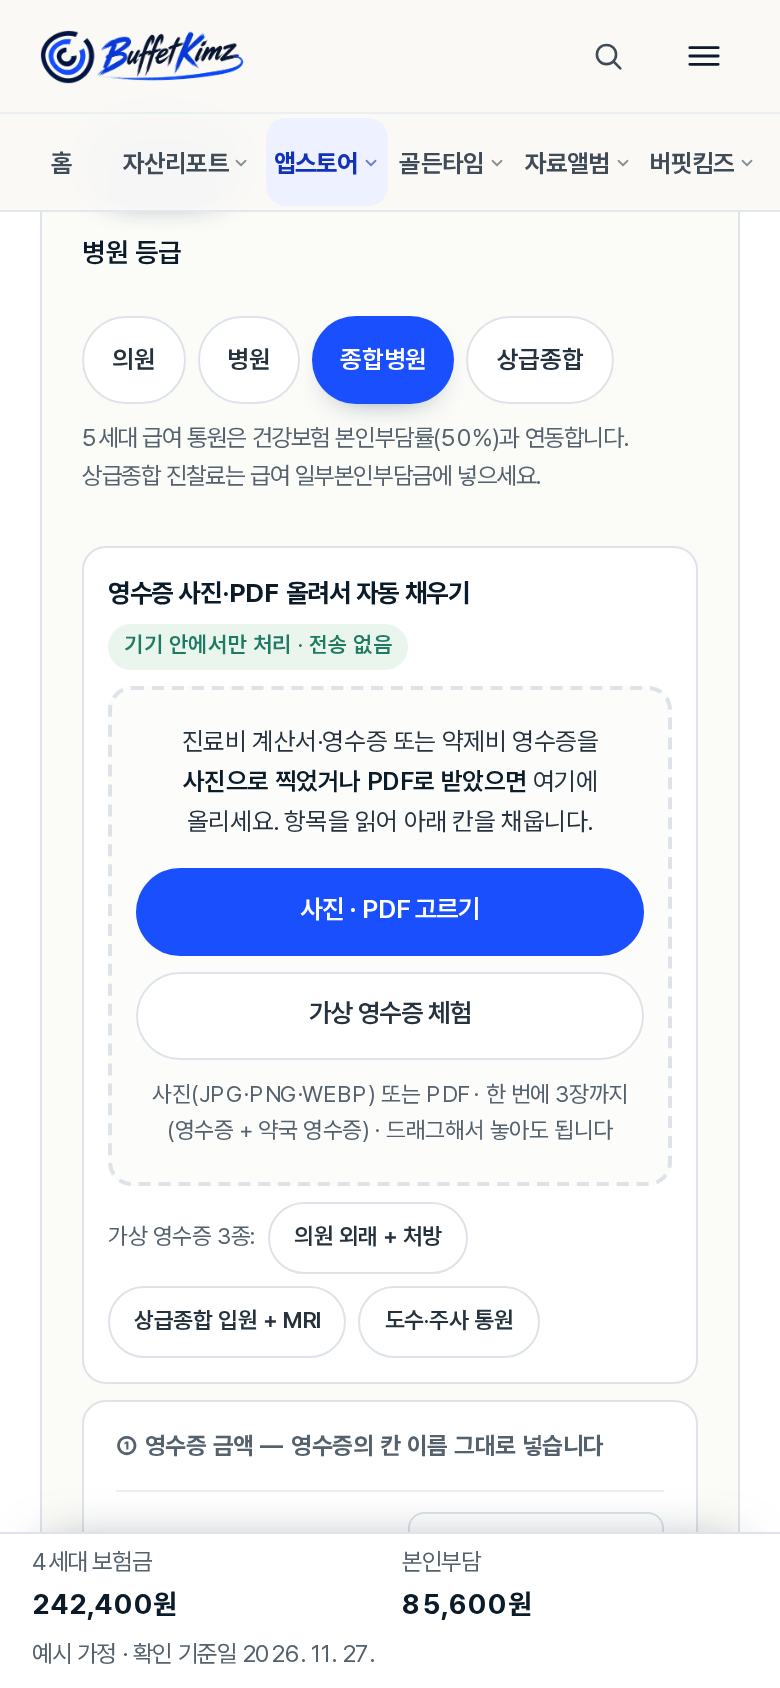 BuffetKimz
홈 자산리포트 앱스토어 골든타임 자료앨범 버핏킴즈
병원 등급
의원 병원 종합병원 상급종합
5세대 급여 통원은 건강보험 본인부담률(50%)과 연동합니다.
상급종합 진찰료는 급여 일부본인부담금에 넣으세요.
영수증 사진·PDF 올려서 자동 채우기
기기 안에서만 처리 · 전송 없음
진료비 계산서·영수증 또는 약제비 영수증을
사진으로 찍었거나 PDF로 받았으면 여기에
올리세요. 항목을 읽어 아래 칸을 채웁니다.
사진 · PDF 고르기
가상 영수증 체험
사진(JPG·PNG·WEBP) 또는 PDF · 한 번에 3장까지
(영수증 + 약국 영수증) · 드래그해서 놓아도 됩니다
가상 영수증 3종: 의원 외래 + 처방
상급종합 입원 + MRI 도수·주사 통원
① 영수증 금액 — 영수증의 칸 이름 그대로 넣습니다
4세대 보험금 본인부담
242,400원 85,600원
예시 가정 · 확인 기준일 2026. 11. 27.